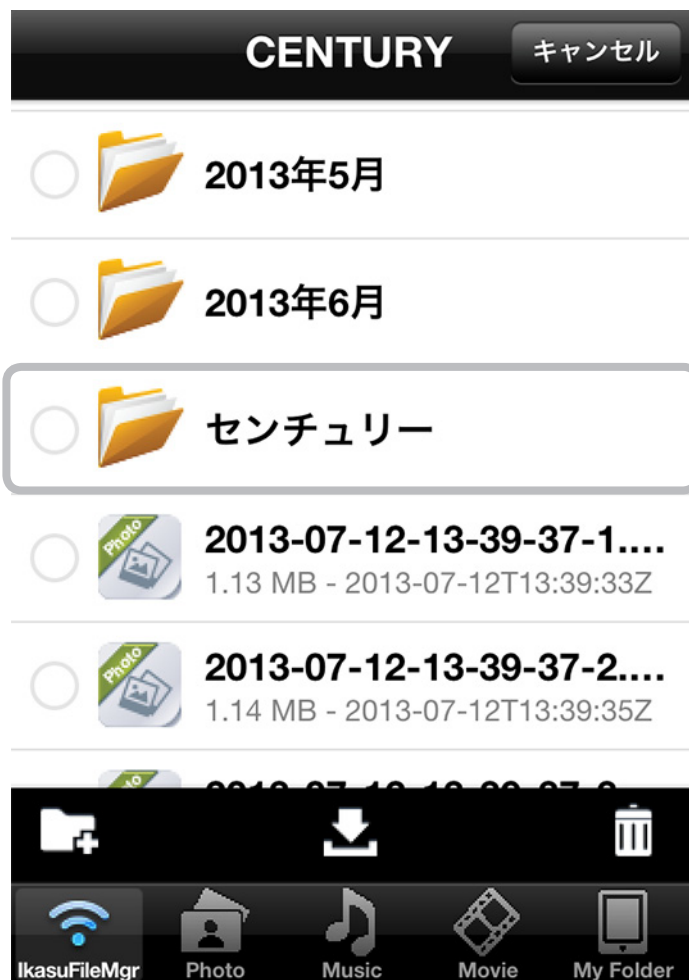 CENTURY
キャンセル
2013年5月
2013年6月
センチュリー
Photo
2013-07-12-13-39-37-1....
1.13 MB - 2013-07-12T13:39:33Z
Photo
2013-07-12-13-39-37-2....
1.14 MB - 2013-07-12T13:39:35Z
IkasuFileMgr
Photo
Music
Movie
My Folder